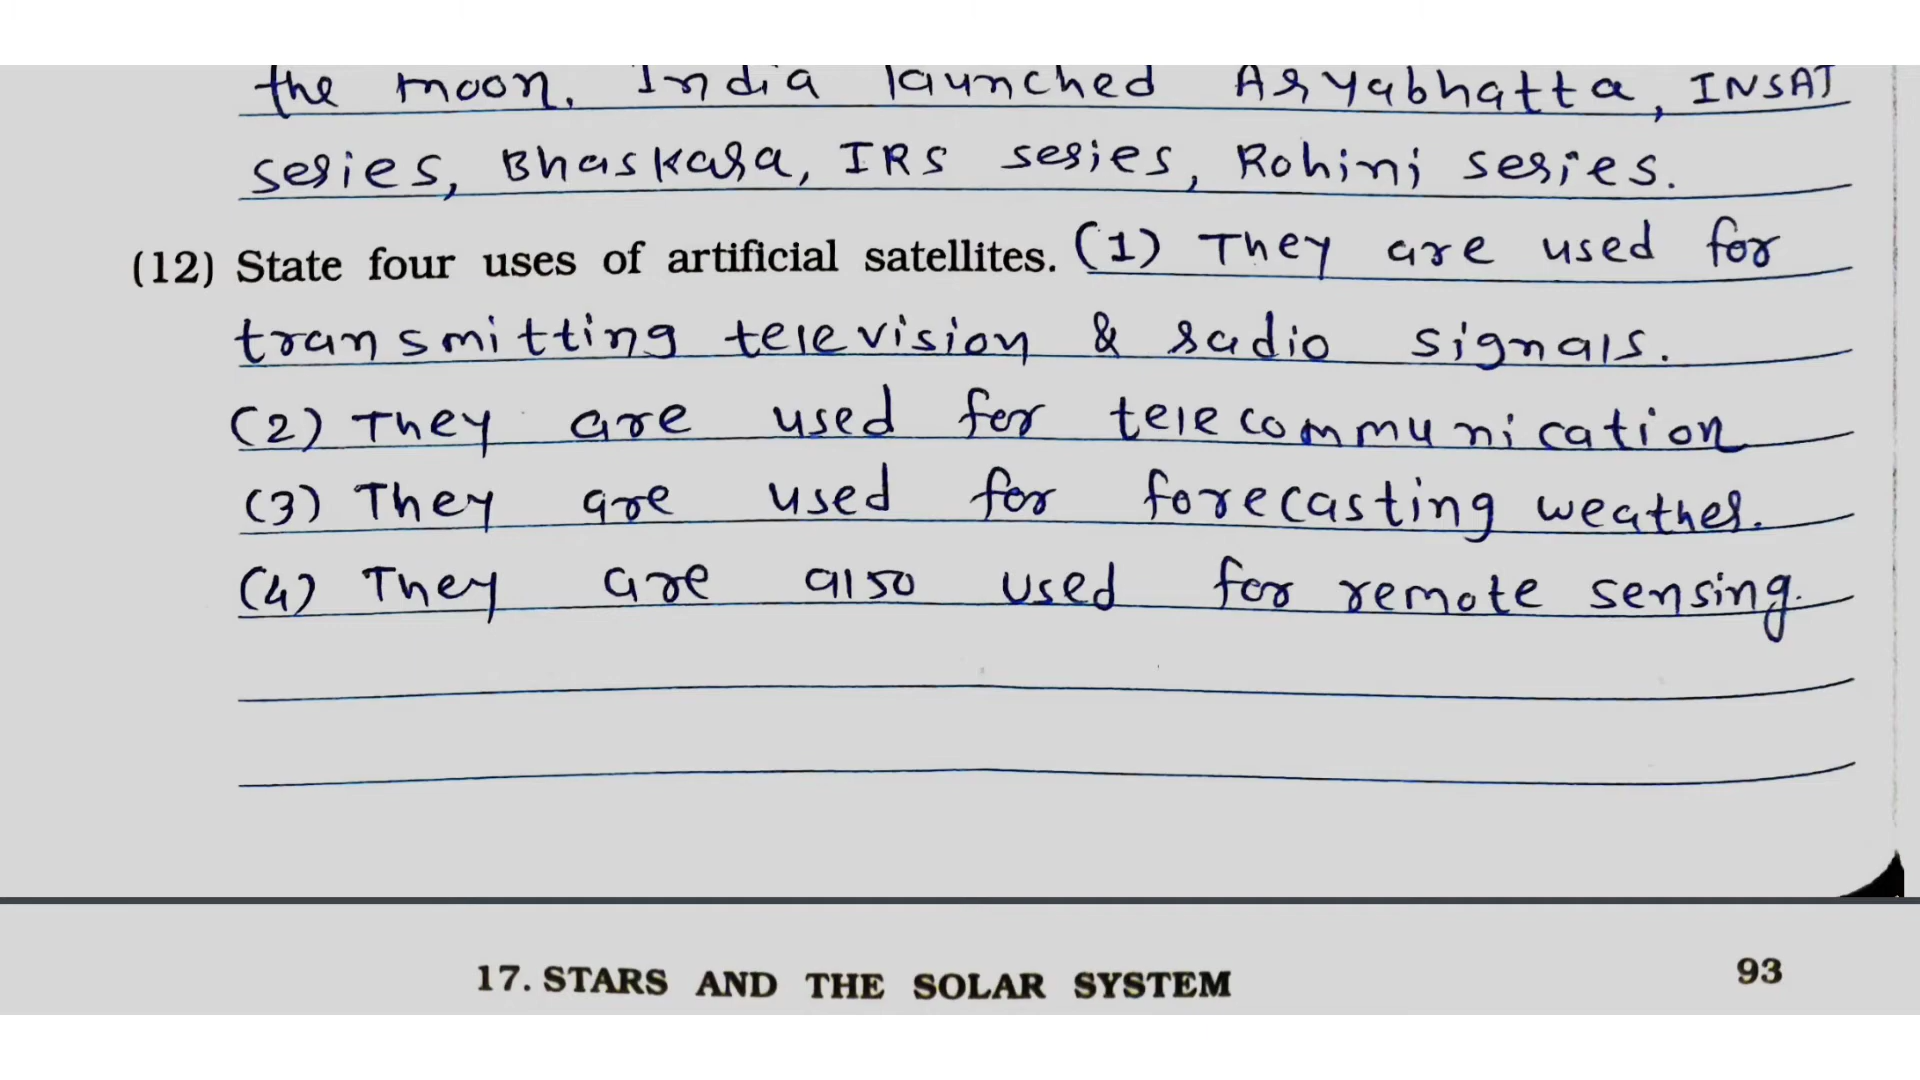 the moon. India launched Aryabhatta, INSAT
series, Bhaskara, IRS series, Rohini series.
(12) State four uses of artificial satellites. (1) They are used for
transmitting television & radio signals.
(2) They are used for telecommunication
(3) They are used for forecasting weather.
(4) They are also used for remote sensing.
17. STARS AND THE SOLAR SYSTEM 93